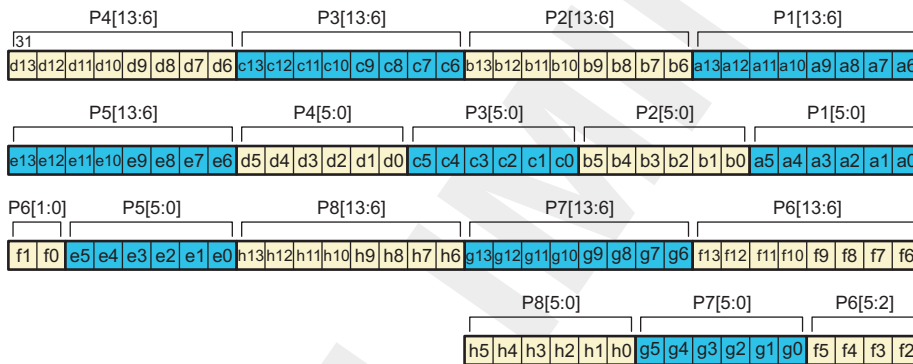 P4[13:6] P3[13:6] P2[13:6] P1[13:6]
31
d13 d12 d11 d10 d9 d8 d7 d6 c13 c12 c11 c10 c9 c8 c7 c6 b13 b12 b11 b10 b9 b8 b7 b6 a13 a12 a11 a10 a9 a8 a7 a6
P5[13:6] P4[5:0] P3[5:0] P2[5:0] P1[5:0]
e13 e12 e11 e10 e9 e8 e7 e6 d5 d4 d3 d2 d1 d0 c5 c4 c3 c2 c1 c0 b5 b4 b3 b2 b1 b0 a5 a4 a3 a2 a1 a0
P6[1:0] P5[5:0] P8[13:6] P7[13:6] P6[13:6]
f1 f0 e5 e4 e3 e2 e1 e0 h13 h12 h11 h10 h9 h8 h7 h6 g13 g12 g11 g10 g9 g8 g7 g6 f13 f12 f11 f10 f9 f8 f7 f6
P8[5:0] P7[5:0] P6[5:2]
h5 h4 h3 h2 h1 h0 g5 g4 g3 g2 g1 g0 f5 f4 f3 f2